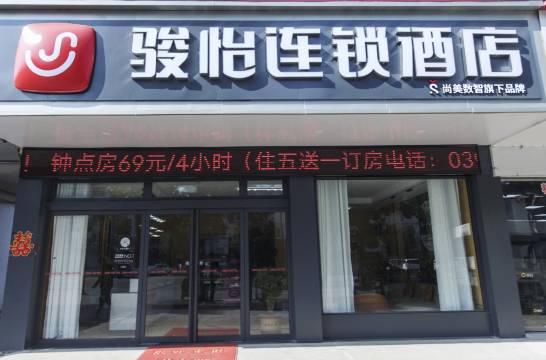 骏怡连锁酒店
尚美数智旗下品牌
！ 钟点房69元/4小时（住五送一订房电话：03
囍